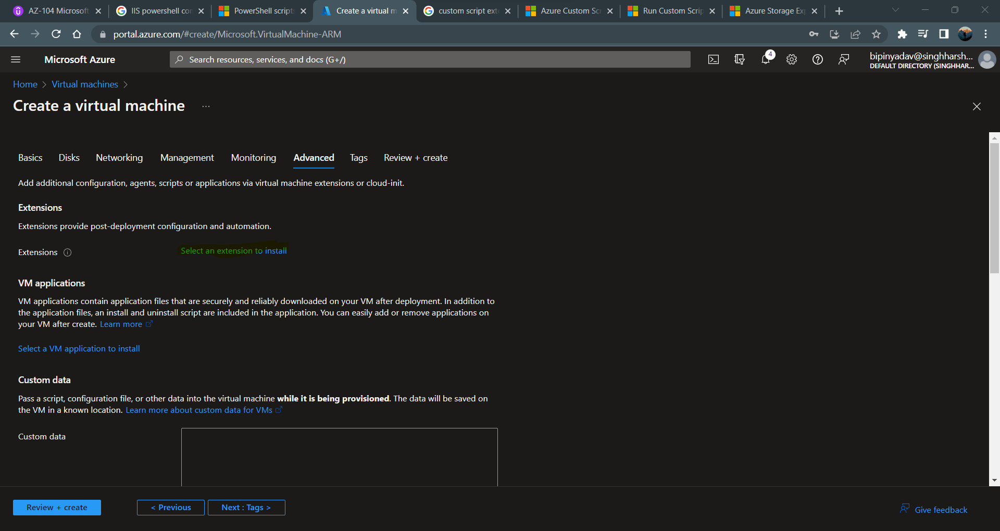 AZ-104 Microsoft
IIS powershell co
PowerShell scripts
Create a virtual m
custom script ext
Azure Custom Sc
Run Custom Scrip
Azure Storage Ex
portal.azure.com/#create/Microsoft.VirtualMachine-ARM
Microsoft Azure
Search resources, services, and docs (G+/)
4
bipinyadav@singhharsh...
DEFAULT DIRECTORY (SINGHHAR...
Home > Virtual machines >
Create a virtual machine ...
Basics Disks Networking Management Monitoring Advanced Tags Review + create
Add additional configuration, agents, scripts or applications via virtual machine extensions or cloud-init.
Extensions
Extensions provide post-deployment configuration and automation.
Extensions
Select an extension to install
VM applications
VM applications contain application files that are securely and reliably downloaded on your VM after deployment. In addition to
the application files, an install and uninstall script are included in the application. You can easily add or remove applications on
your VM after create. Learn more
Select a VM application to install
Custom data
Pass a script, configuration file, or other data into the virtual machine while it is being provisioned. The data will be saved on
the VM in a known location. Learn more about custom data for VMs
Custom data
Review + create
< Previous
Next : Tags >
Give feedback